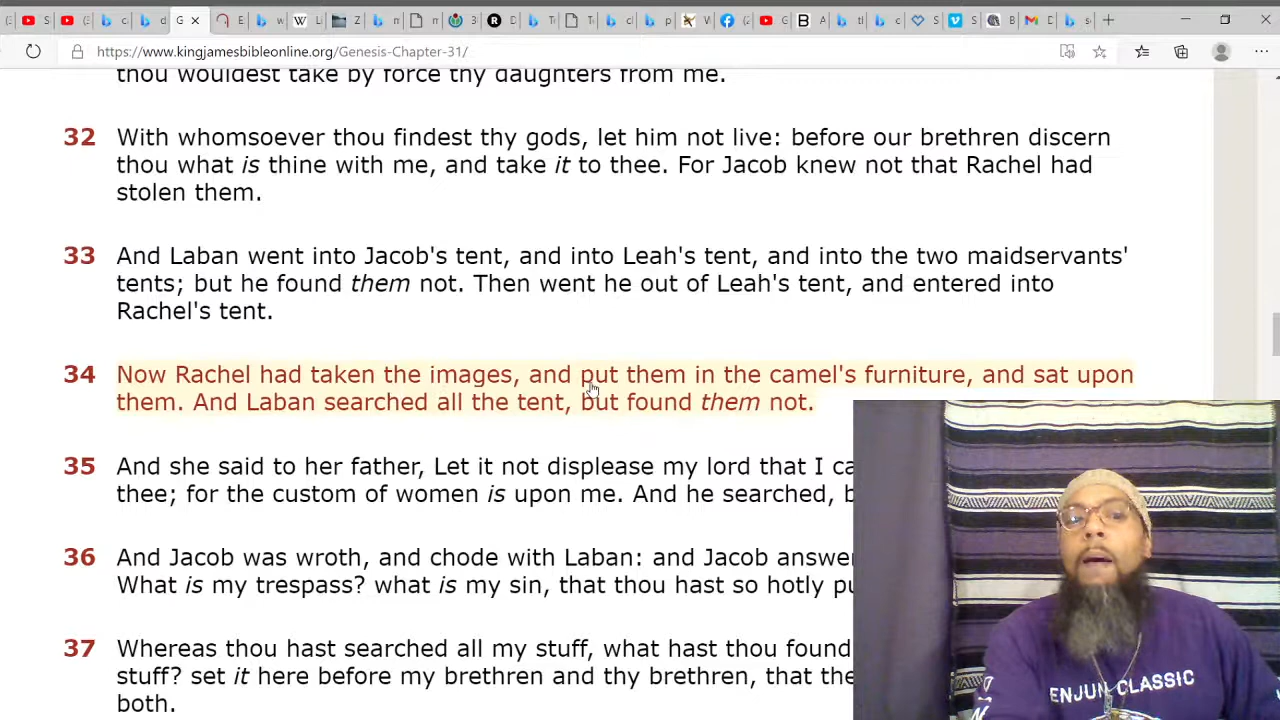 S
c
d
G
E
w
W
L
Z
m
m
R
D
T
T
cl
p
V
(
G
B
A
tl
c
S
S
B
M
D
s
https://www.kingjamesbibleonline.org/Genesis-Chapter-31/
thou wouldest take by force thy daughters from me.
32 With whomsoever thou findest thy gods, let him not live: before our brethren discern
thou what is thine with me, and take it to thee. For Jacob knew not that Rachel had
stolen them.
33 And Laban went into Jacob's tent, and into Leah's tent, and into the two maidservants'
tents; but he found them not. Then went he out of Leah's tent, and entered into
Rachel's tent.
34 Now Rachel had taken the images, and put them in the camel's furniture, and sat upon
them. And Laban searched all the tent, but found them not.
35 And she said to her father, Let it not displease my lord that I ca
thee; for the custom of women is upon me. And he searched, b
36 And Jacob was wroth, and chode with Laban: and Jacob answe
What is my trespass? what is my sin, that thou hast so hotly pu
37 Whereas thou hast searched all my stuff, what hast thou found
stuff? set it here before my brethren and thy brethren, that the
both.
ENJUN CLASSIC